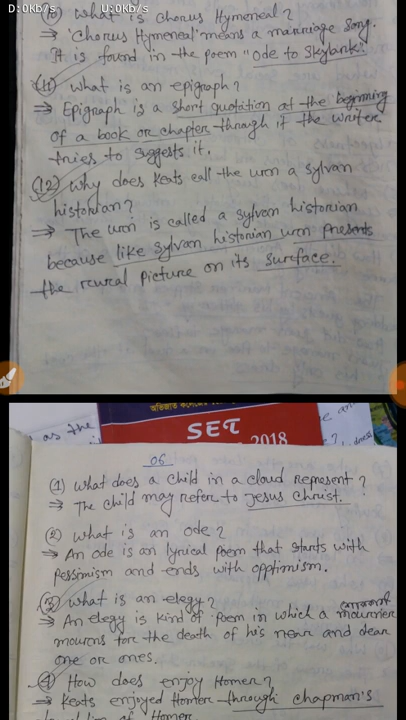 D:0Kb/s U:0Kb/s
(10) What is Chorus Hymeneal?
⇒ 'Chorus Hymeneal' means a marriage song.
It is found in the poem "Ode to Skylark".
(11) What is an epigraph?
⇒ Epigraph is a short quotation at the beginning
of a book or chapter through it the writer
tries to suggests it.
(12) Why does Keats call the urn a sylvan
historian?
⇒ The urn is called a sylvan historian
because like sylvan historian urn presents
the rural picture on its surface.
as the
SET
2018
06
(1) What does a child in a cloud represent?
⇒ The child may refer to Jesus Christ.
(2) What is an ode?
⇒ An ode is an lyrical poem that starts with
pessimism and ends with opptimism.
(3) What is an elegy?
⇒ An elegy is kind of poem in which a mourner
mourns for the death of his near and dear
one or ones.
(4) How does enjoy Homer?
⇒ Keats enjoyed Homer through chapman's
of Homer